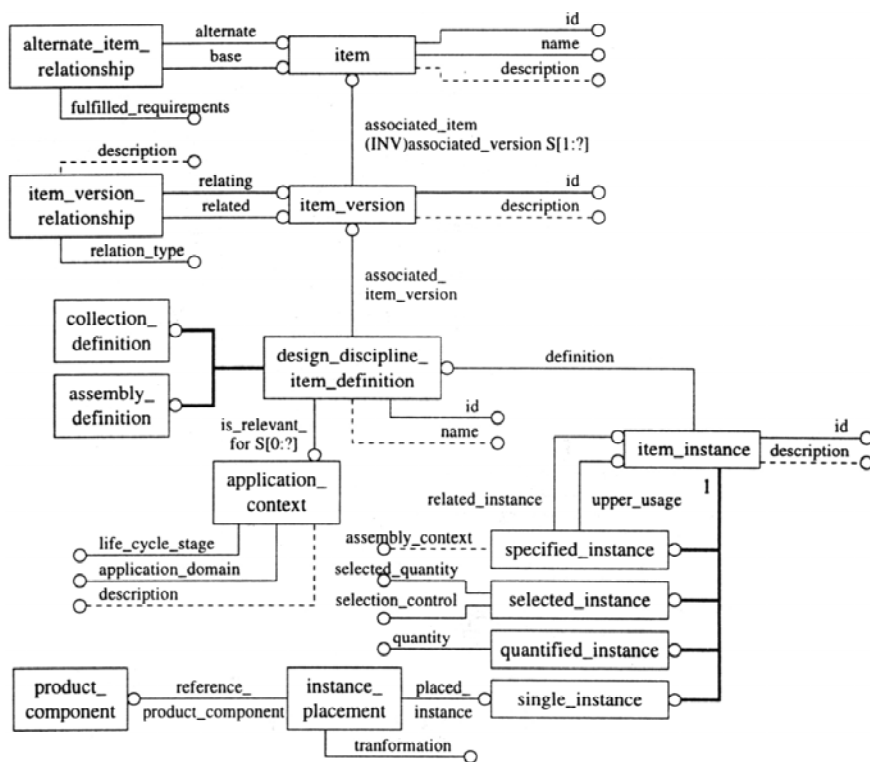 id
alternate
name
alternate_item_
relationship
item
base
description
fulfilled_requirements
associated_item
(INV)associated_version S[1:?]
description
relating
id
item_version_
relationship
item_version
related
description
relation_type
associated_
item_version
collection_
definition
design_discipline_
item_definition
definition
assembly_
definition
id
name
is_relevant_
for S[0:?]
id
item_instance
description
application_
context
related_instance
upper_usage
1
life_cycle_stage
application_domain
description
assembly_context
specified_instance
selected_quantity
selection_control
selected_instance
quantity
quantified_instance
product_
component
reference_
product_component
instance_
placement
placed_
instance
single_instance
tranformation